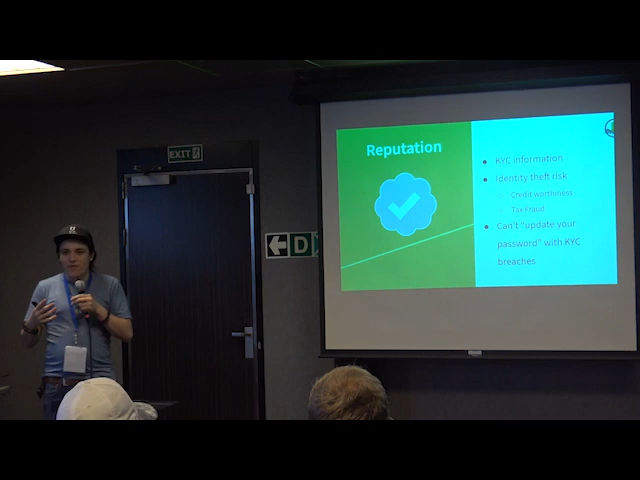 EXIT
D
Reputation
KYC information
Identity theft risk
Credit worthiness
Tax Fraud
Can't "update your
password" with KYC
breaches